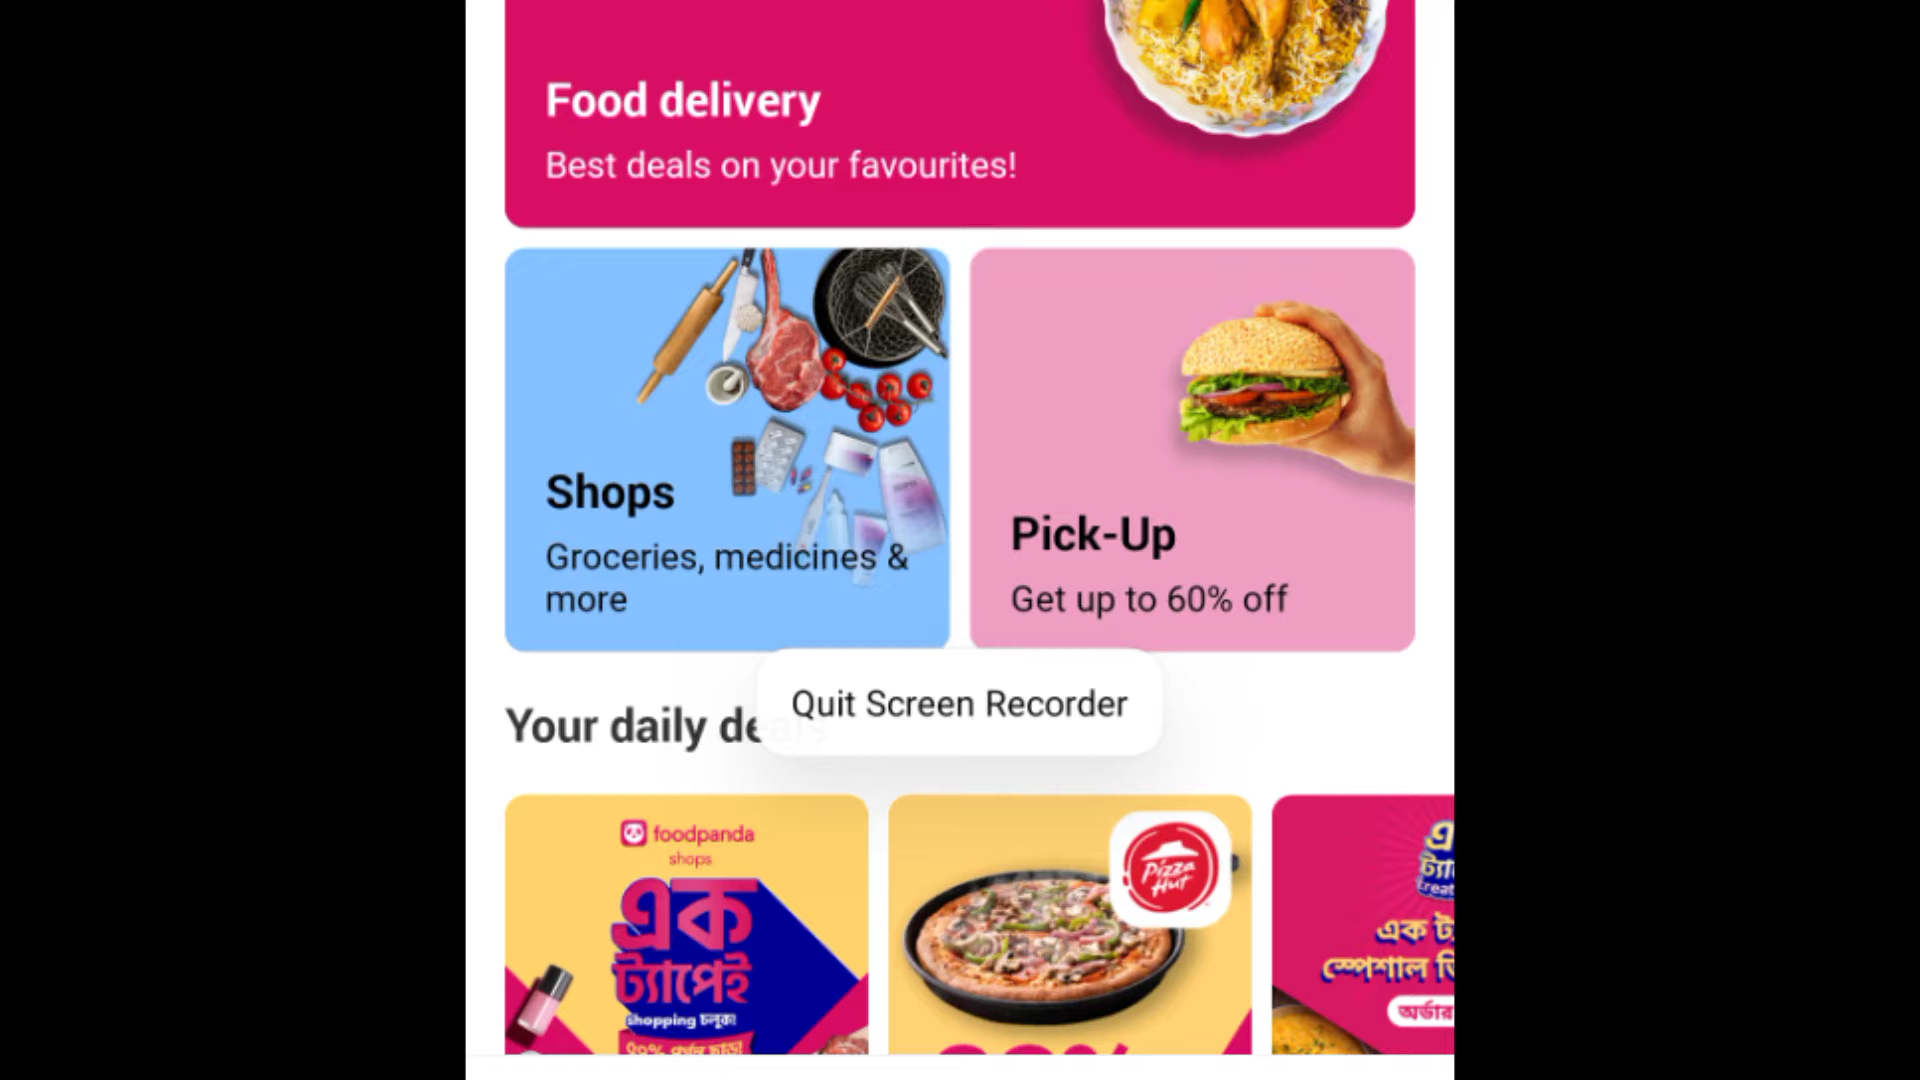 Food delivery
Best deals on your favourites!
Shops
Groceries, medicines &
more
Pick-Up
Get up to 60% off
Quit Screen Recorder
Your daily deals
foodpanda
shops
এক
ট্যাপেই
shopping চলুক!
Pizza
Hut
এক
স্পেশাল
অর্ডার